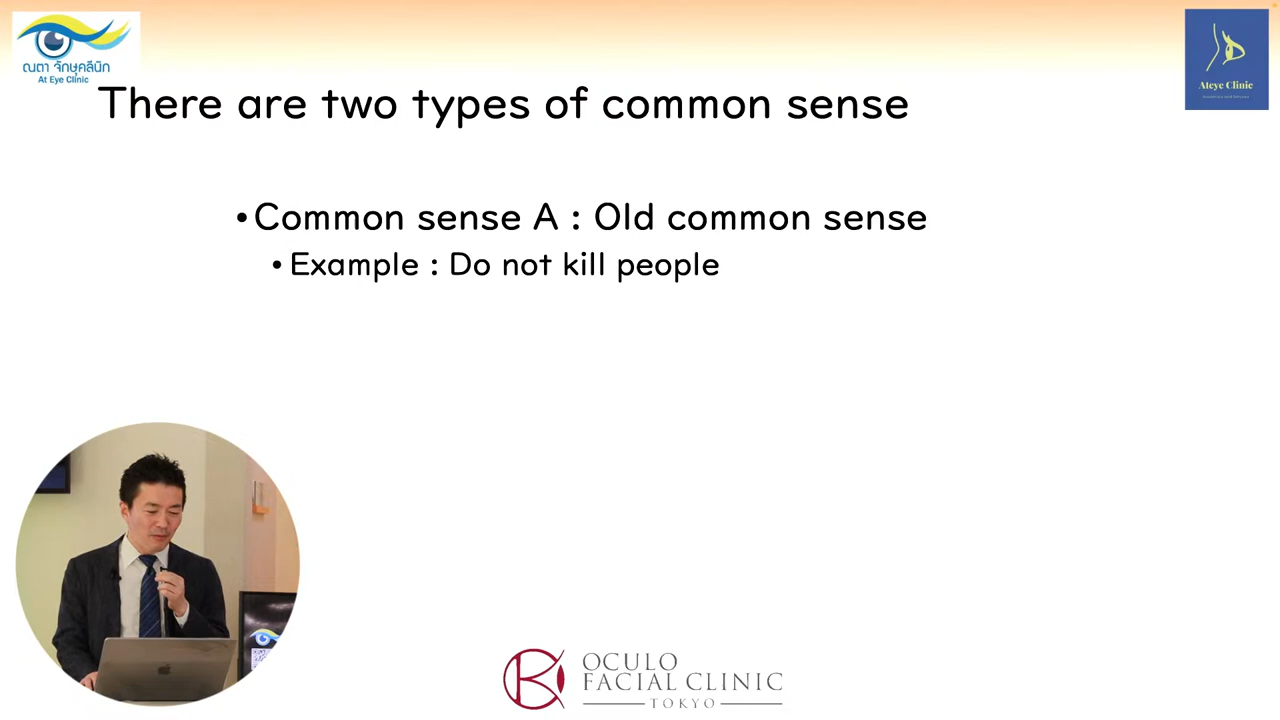 ณตา จักษุคลีนิก
At Eye Clinic
Ateye Clinic
There are two types of common sense
•Common sense A : Old common sense
•Example : Do not kill people
OCULO
FACIAL CLINIC
TOKYO